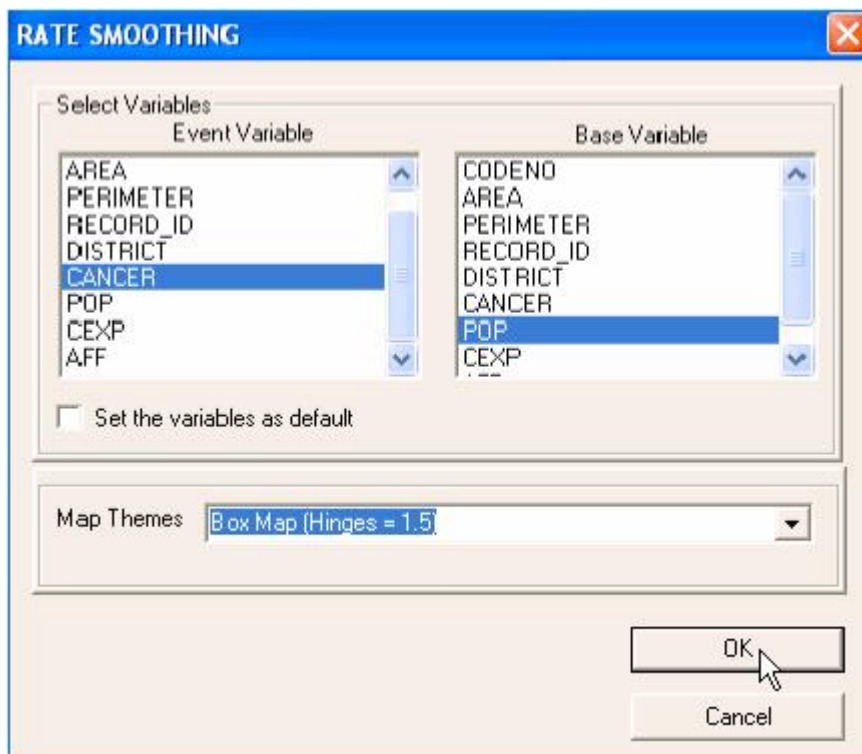 RATE SMOOTHING
Select Variables
Event Variable
AREA
PERIMETER
RECORD_ID
DISTRICT
CANCER
POP
CEXP
AFF
Base Variable
CODENO
AREA
PERIMETER
RECORD_ID
DISTRICT
CANCER
POP
CEXP
Set the variables as default
Map Themes
Box Map (Hinges = 1.5)
OK
Cancel